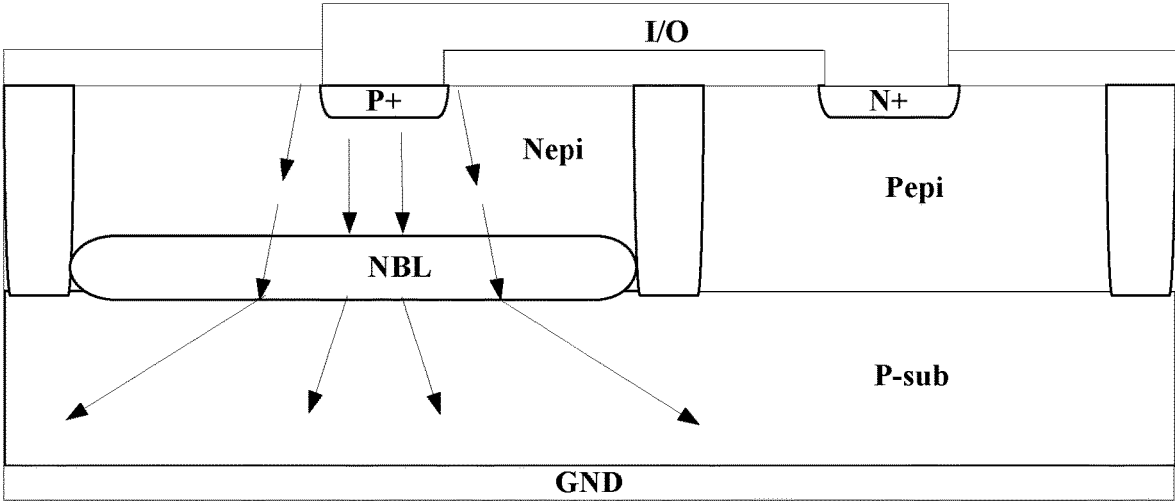 I/O
P+
N+
Nepi
Pepi
NBL
P-sub
GND